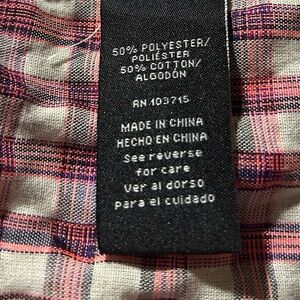 50% POLYESTER/
POLIÉSTER
50% COTTON/
ALGODÓN
RN 103715
MADE IN CHINA
HECHO EN CHINA
See reverse
for care
Ver al dorso
para el cuidado